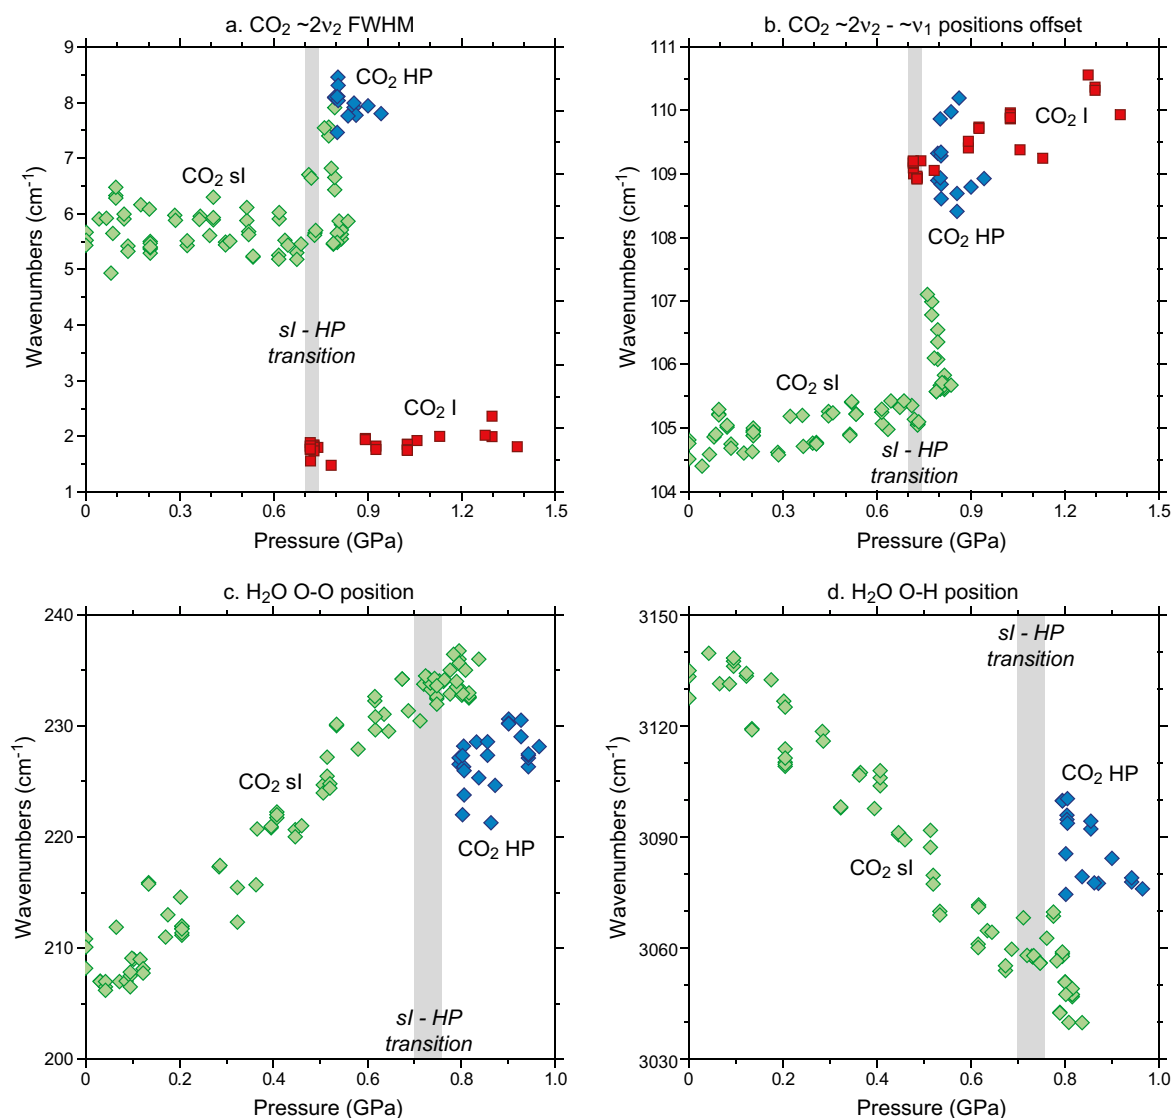 a. CO₂ ~2ν₂ FWHM
9
8
7
6
5
4
3
2
1
Wavenumbers (cm⁻¹)
CO₂ HP
CO₂ sI
sI - HP
transition
CO₂ I
0
0.3
0.6
0.9
1.2
1.5
Pressure (GPa)
b. CO₂ ~2ν₂ - ~ν₁ positions offset
111
110
109
108
107
106
105
104
Wavenumbers (cm⁻¹)
CO₂ I
CO₂ HP
CO₂ sI
sI - HP
transition
0
0.3
0.6
0.9
1.2
1.5
Pressure (GPa)
c. H₂O O-O position
240
230
220
210
200
Wavenumbers (cm⁻¹)
CO₂ sI
CO₂ HP
sI - HP
transition
0
0.2
0.4
0.6
0.8
1.0
Pressure (GPa)
d. H₂O O-H position
3150
3120
3090
3060
3030
Wavenumbers (cm⁻¹)
sI - HP
transition
CO₂ HP
CO₂ sI
0
0.2
0.4
0.6
0.8
1.0
Pressure (GPa)